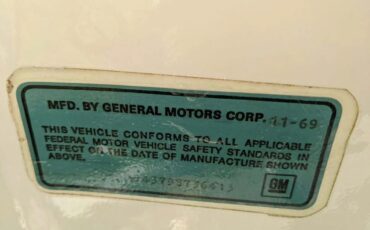 MFD. BY GENERAL MOTORS CORP. 11-69
THIS VEHICLE CONFORMS TO ALL APPLICABLE
FEDERAL MOTOR VEHICLE SAFETY STANDARDS IN
EFFECT ON THE DATE OF MANUFACTURE SHOWN
ABOVE.
GM